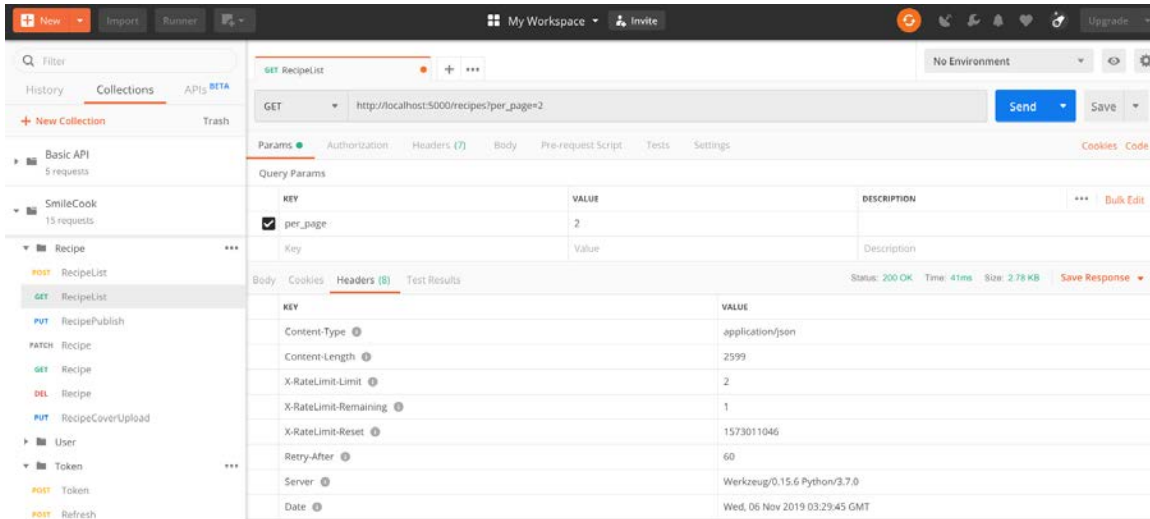 New Import Runner My Workspace Invite Upgrade
Filter
History Collections APIs BETA
+ New Collection Trash
Basic API
5 requests
SmileCook
15 requests
Recipe
POST RecipeList
GET RecipeList
PUT RecipePublish
PATCH Recipe
GET Recipe
DEL Recipe
PUT RecipeCoverUpload
User
Token
POST Token
POST Refresh
GET RecipeList + ••• No Environment
GET http://localhost:5000/recipes?per_page=2 Send Save
Params Authorization Headers (7) Body Pre-request Script Tests Settings Cookies Code
Query Params
KEY VALUE DESCRIPTION ••• Bulk Edit
per_page 2
Key Value Description
Body Cookies Headers (8) Test Results Status: 200 OK Time: 41ms Size: 2.78 KB Save Response
KEY VALUE
Content-Type application/json
Content-Length 2599
X-RateLimit-Limit 2
X-RateLimit-Remaining 1
X-RateLimit-Reset 1573011046
Retry-After 60
Server Werkzeug/0.15.6 Python/3.7.0
Date Wed, 06 Nov 2019 03:29:45 GMT